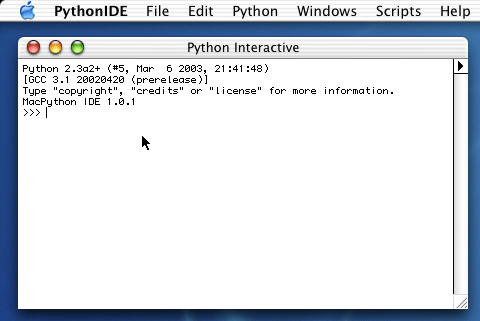 PythonIDE File Edit Python Windows Scripts Help
Python Interactive
Python 2.3a2+ (#5, Mar  6 2003, 21:41:48)
[GCC 3.1 20020420 (prerelease)]
Type "copyright", "credits" or "license" for more information.
MacPython IDE 1.0.1
>>>